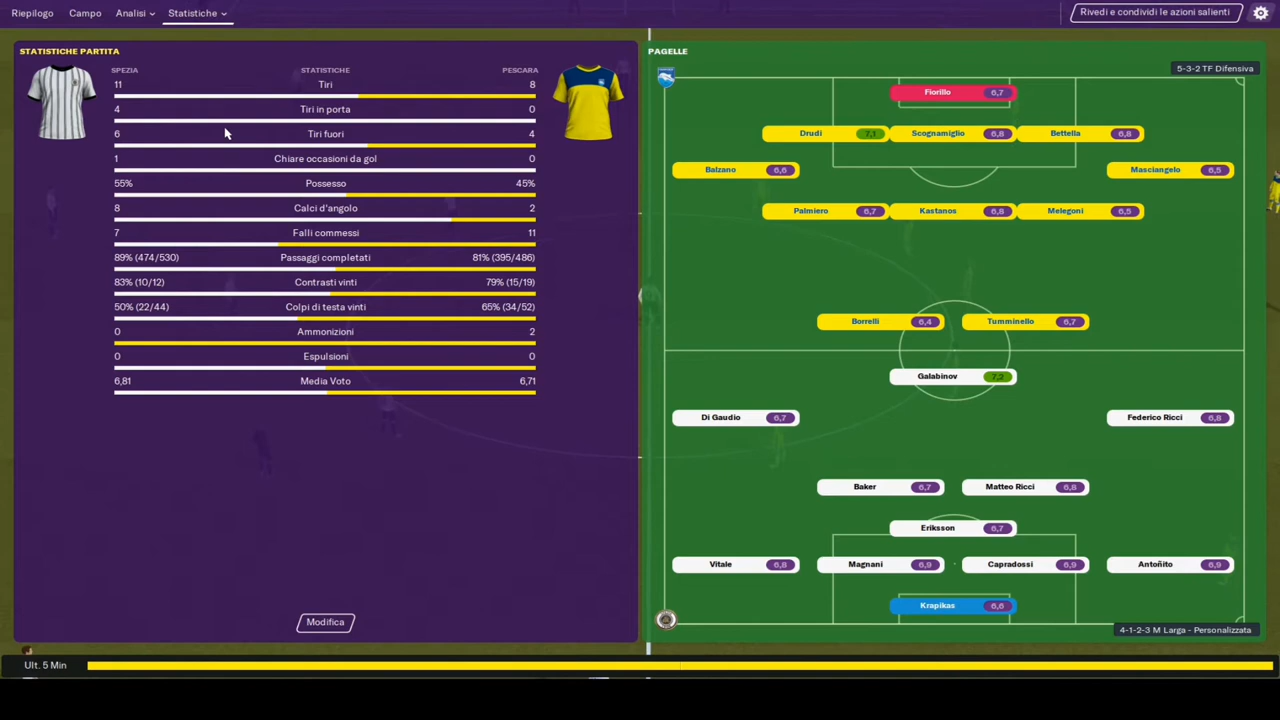 Riepilogo Campo Analisi Statistiche Rivedi e condividi le azioni salienti
STATISTICHE PARTITA
SPEZIA STATISTICHE PESCARA
11 Tiri 8
4 Tiri in porta 0
6 Tiri fuori 4
1 Chiare occasioni da gol 0
55% Possesso 45%
8 Calci d'angolo 2
7 Falli commessi 11
89% (474/530) Passaggi completati 81% (395/486)
83% (10/12) Contrasti vinti 79% (15/19)
50% (22/44) Colpi di testa vinti 65% (34/52)
0 Ammonizioni 2
0 Espulsioni 0
6,81 Media Voto 6,71
Modifica
PAGELLE
5-3-2 TF Difensiva
Fiorillo 6,7
Drudi 7,1 Scognamiglio 6,8 Bettella 6,8
Balzano 6,6 Masciangelo 6,5
Palmiero 6,7 Kastanos 6,8 Melegoni 6,5
Borrelli 6,4 Tumminello 6,7
Galabinov 7,2
Di Gaudio 6,7 Federico Ricci 6,8
Baker 6,7 Matteo Ricci 6,8
Eriksson 6,7
Vitale 6,8 Magnani 6,9 Capradossi 6,9 Antoñito 6,9
Krapikas 6,6
4-1-2-3 M Larga - Personalizzata
Ult. 5 Min